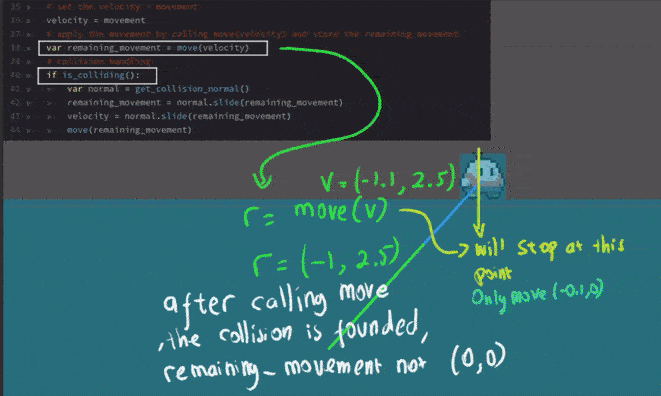 35 # set the velocity = movement
36 velocity = movement
37 # apply the movement by calling move(velocity) and store the remaining movement
38 var remaining_movement = move(velocity)
39 # collision handling
40 if is_colliding():
41 var normal = get_collision_normal()
42 remaining_movement = normal.slide(remaining_movement)
43 velocity = normal.slide(remaining_movement)
44 move(remaining_movement)
v = (-1.1, 2.5)
r = move(v)
r = (-1, 2.5)
will stop at this
point
Only move (-0.1,0)
after calling move
,the collision is founded,
remaining_movement not (0,0)